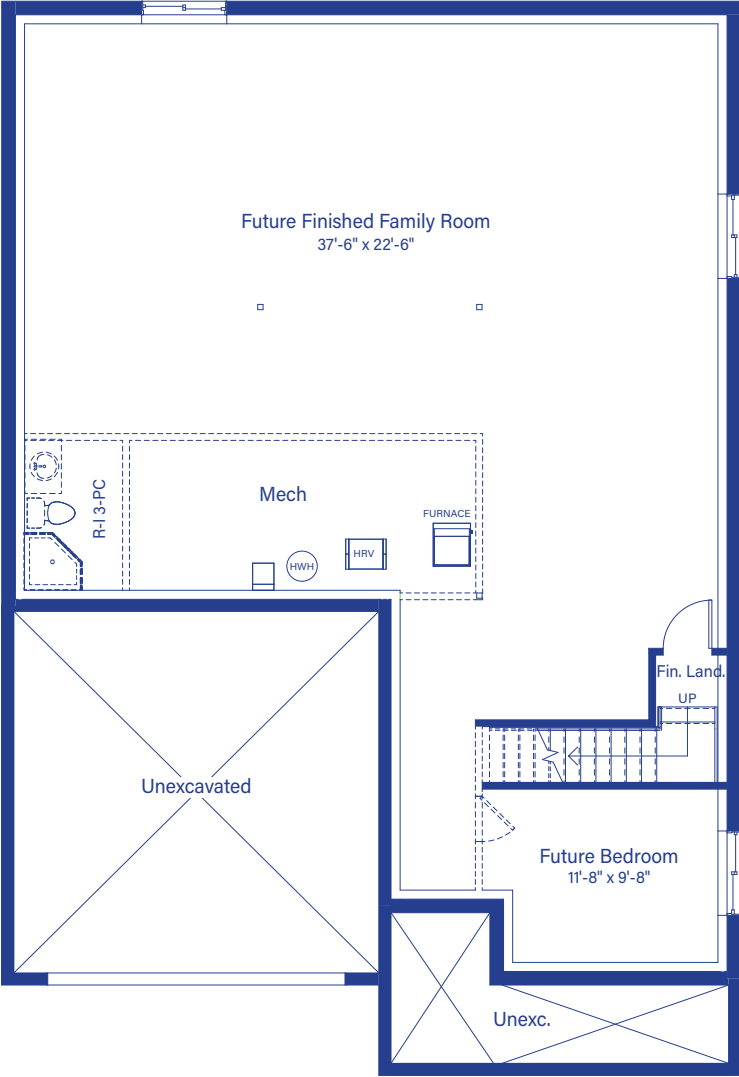 Future Finished Family Room
37'-6" x 22'-6"
R-I 3-PC
Mech
FURNACE
HRV
HWH
Fin. Land.
UP
Unexcavated
Future Bedroom
11'-8" x 9'-8"
Unexc.